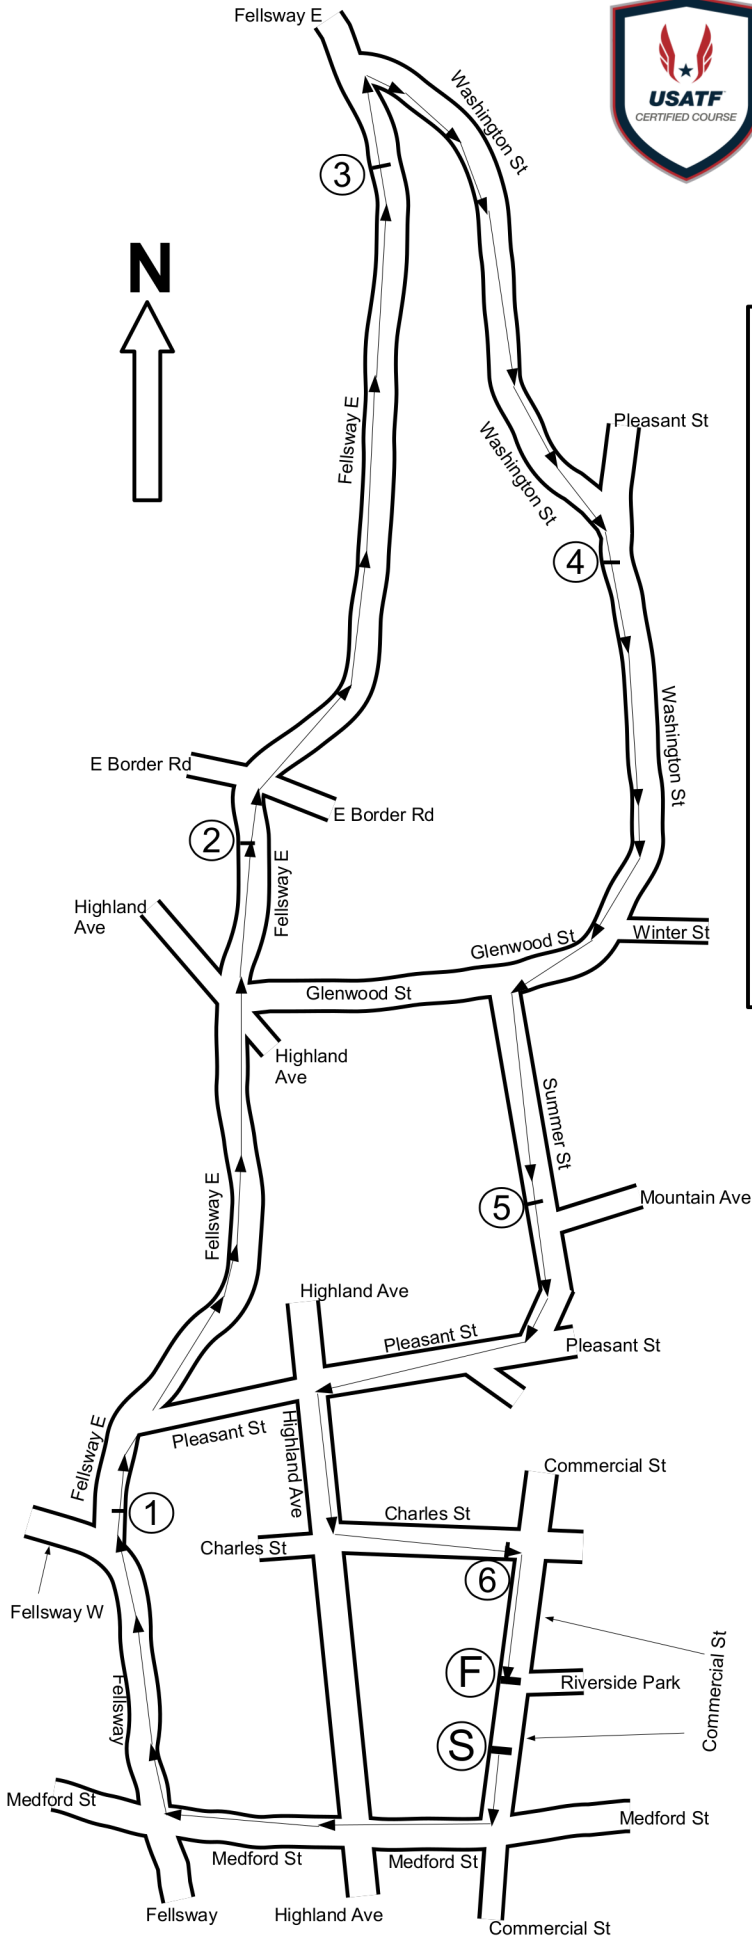 Fellsway E
USATF
CERTIFIED COURSE
Washington St
3
N
Fellsway E
Pleasant St
Washington St
4
Washington St
E Border Rd
E Border Rd
2
Fellsway E
Highland
Ave
Winter St
Glenwood St
Glenwood St
Highland
Ave
Summer St
Mountain Ave
5
Fellsway E
Highland Ave
Pleasant St
Pleasant St
Pleasant St
Fellsway E
Highland Ave
Commercial St
1
Charles St
Charles St
6
Fellsway W
Commercial St
F
Riverside Park
Fellsway
S
Medford St
Medford St
Medford St
Medford St
Fellsway
Highland Ave
Commercial St